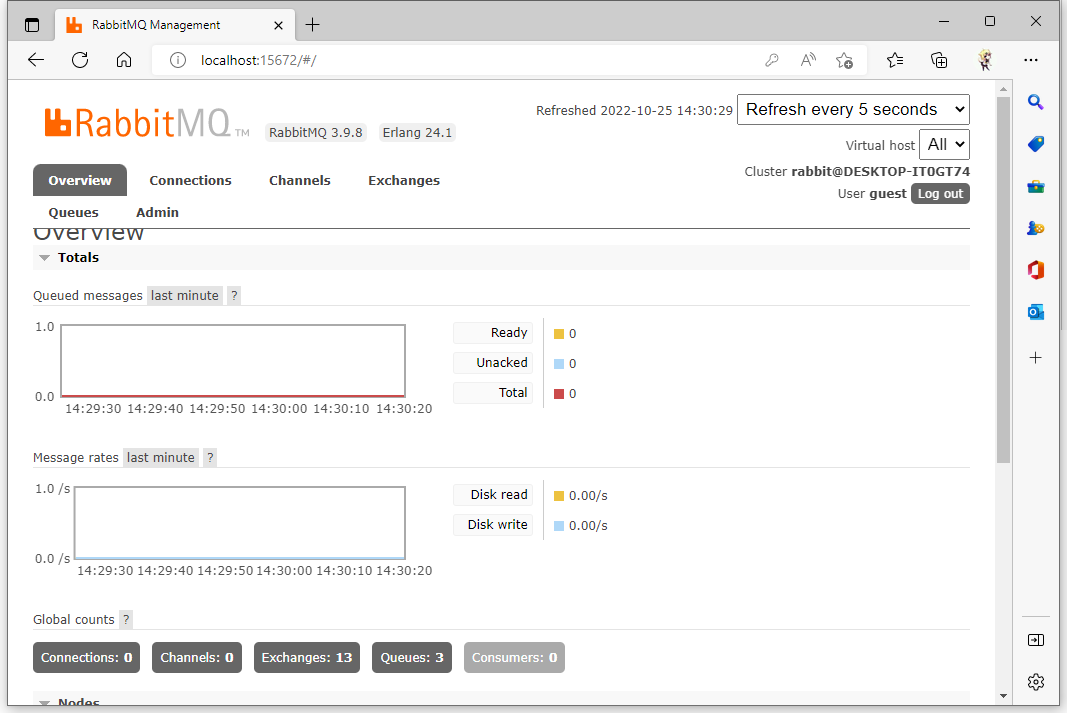 RabbitMQ Management
localhost:15672/#/
RabbitMQ TM
RabbitMQ 3.9.8
Erlang 24.1
Refreshed 2022-10-25 14:30:29
Refresh every 5 seconds
Virtual host All
Cluster rabbit@DESKTOP-IT0GT74
User guest Log out
Overview Connections Channels Exchanges
Queues Admin
Overview
Totals
Queued messages last minute ?
1.0
0.0
14:29:30 14:29:40 14:29:50 14:30:00 14:30:10 14:30:20
Ready 0
Unacked 0
Total 0
Message rates last minute ?
1.0 /s
0.0 /s
14:29:30 14:29:40 14:29:50 14:30:00 14:30:10 14:30:20
Disk read 0.00/s
Disk write 0.00/s
Global counts ?
Connections: 0 Channels: 0 Exchanges: 13 Queues: 3 Consumers: 0
Nodes